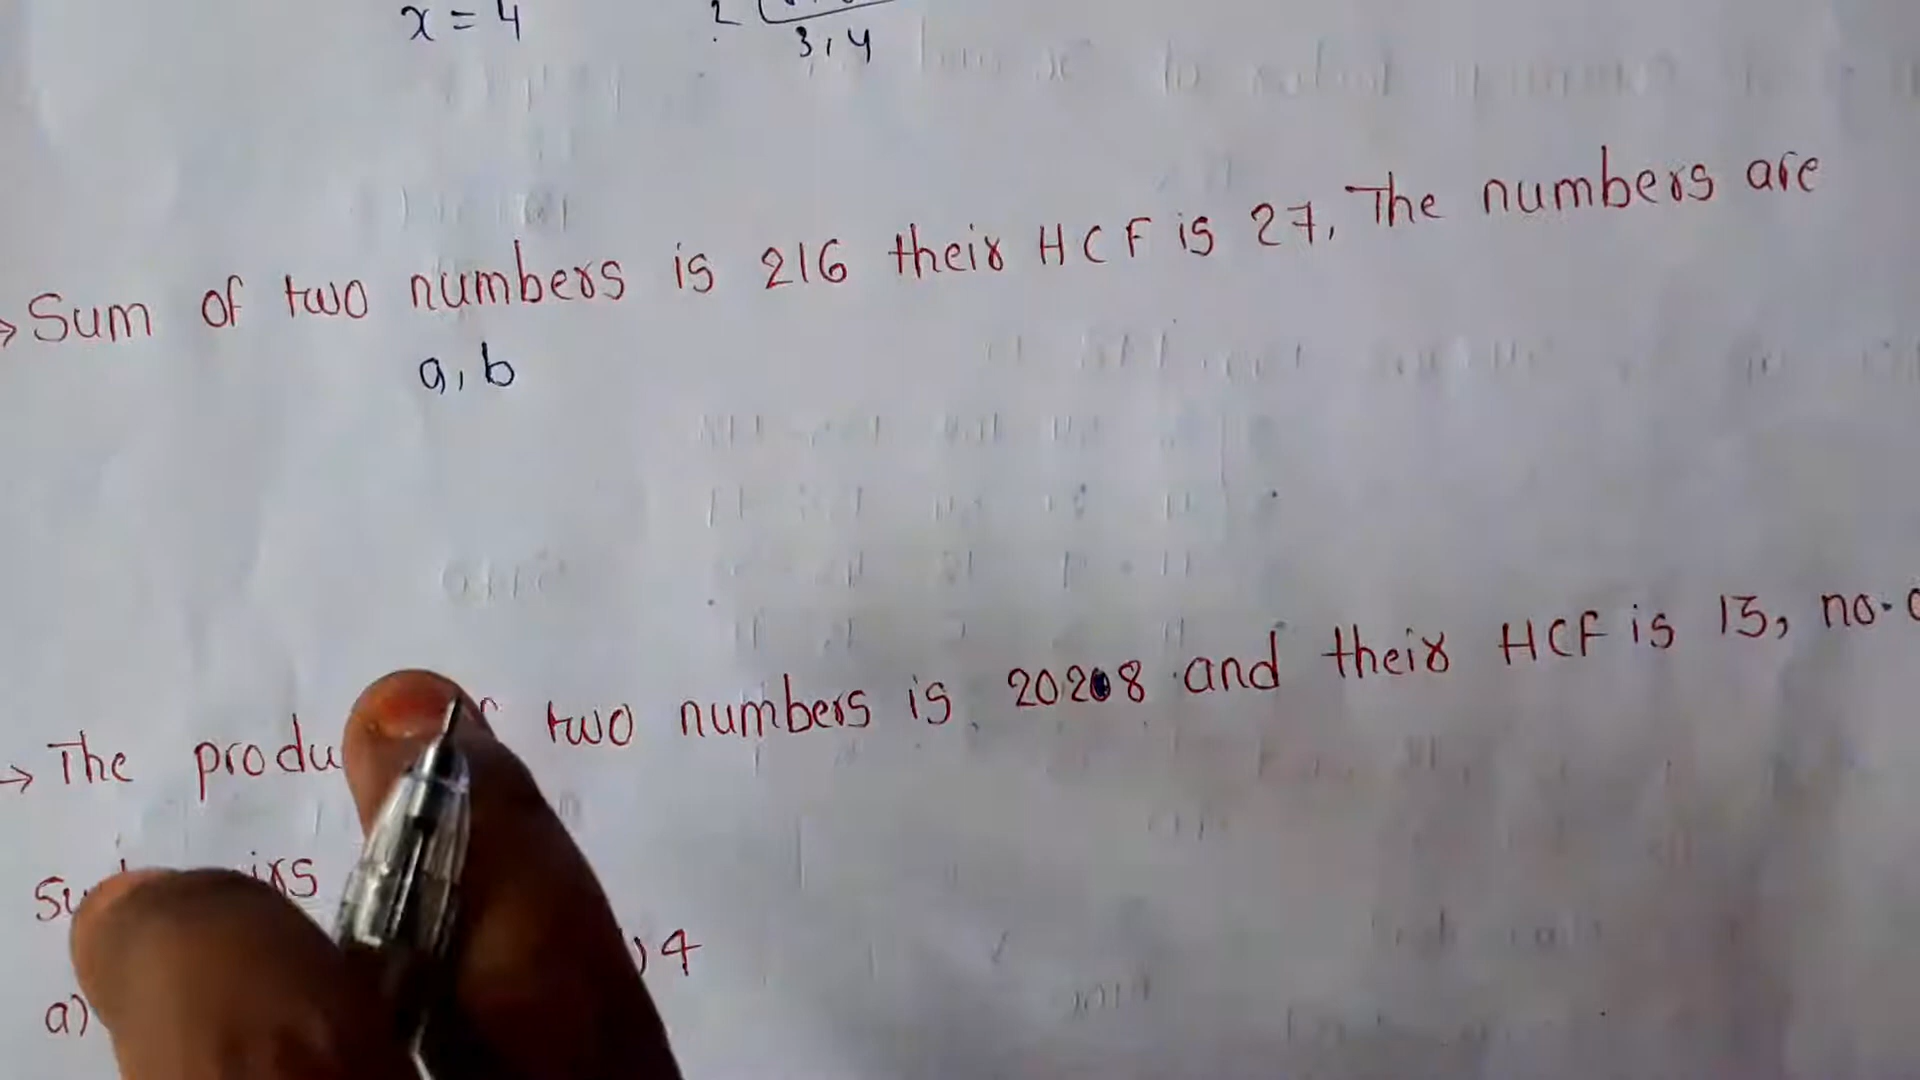 x = 4
3, 4
→ Sum of two numbers is 216 their HCF is 27, The numbers are
a, b
→ The two numbers is 2028 and their HCF is 13, no.
4
a)